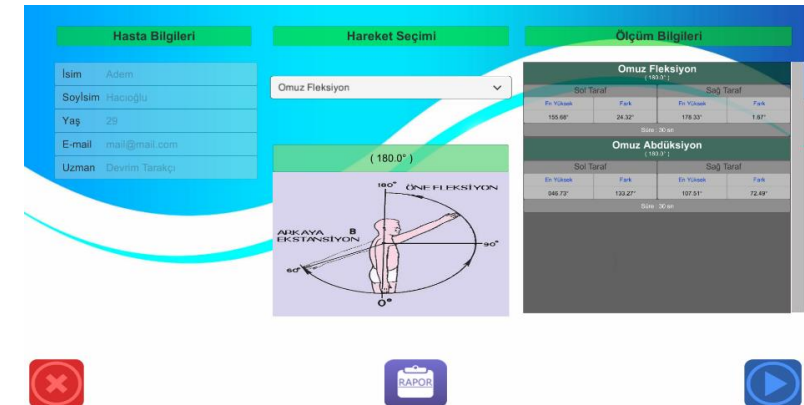 Hasta Bilgileri
İsim Adem
Soyİsim Hacıoğlu
Yaş 29
E-mail mail@mail.com
Uzman Devrim Tarakçı
Hareket Seçimi
Omuz Fleksiyon
( 180.0° )
180° ÖNE FLEKSİYON
ARKAYA B
EKSTANSİYON
90°
60°
0°
Ölçüm Bilgileri
Omuz Fleksiyon
( 180.0° )
Sol Taraf Sağ Taraf
En Yüksek Fark En Yüksek Fark
155.68° 24.32° 178.33° 1.67°
Süre : 30 sn
Omuz Abdüksiyon
( 180.0° )
Sol Taraf Sağ Taraf
En Yüksek Fark En Yüksek Fark
133.27° 107.51° 72.49°
Süre : 30 sn
RAPOR